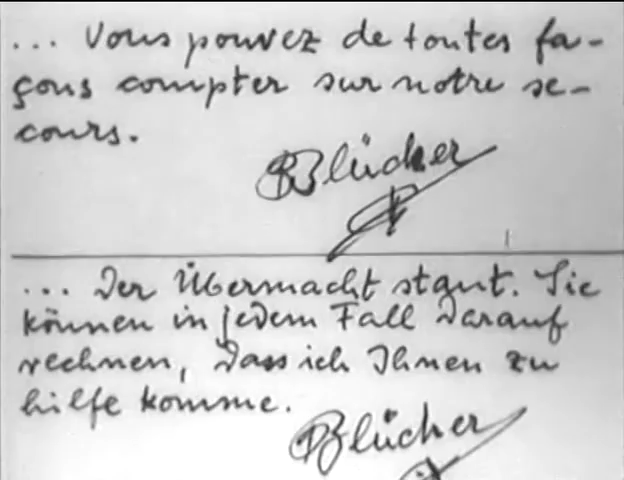 ... Vous pouvez de toutes fa-
çons compter sur notre se-
cours.
Blücher
... Der Übermacht staut. Sie
können in jedem Fall darauf
rechnen, dass ich Ihnen zu
hilfe komme.
Blücher